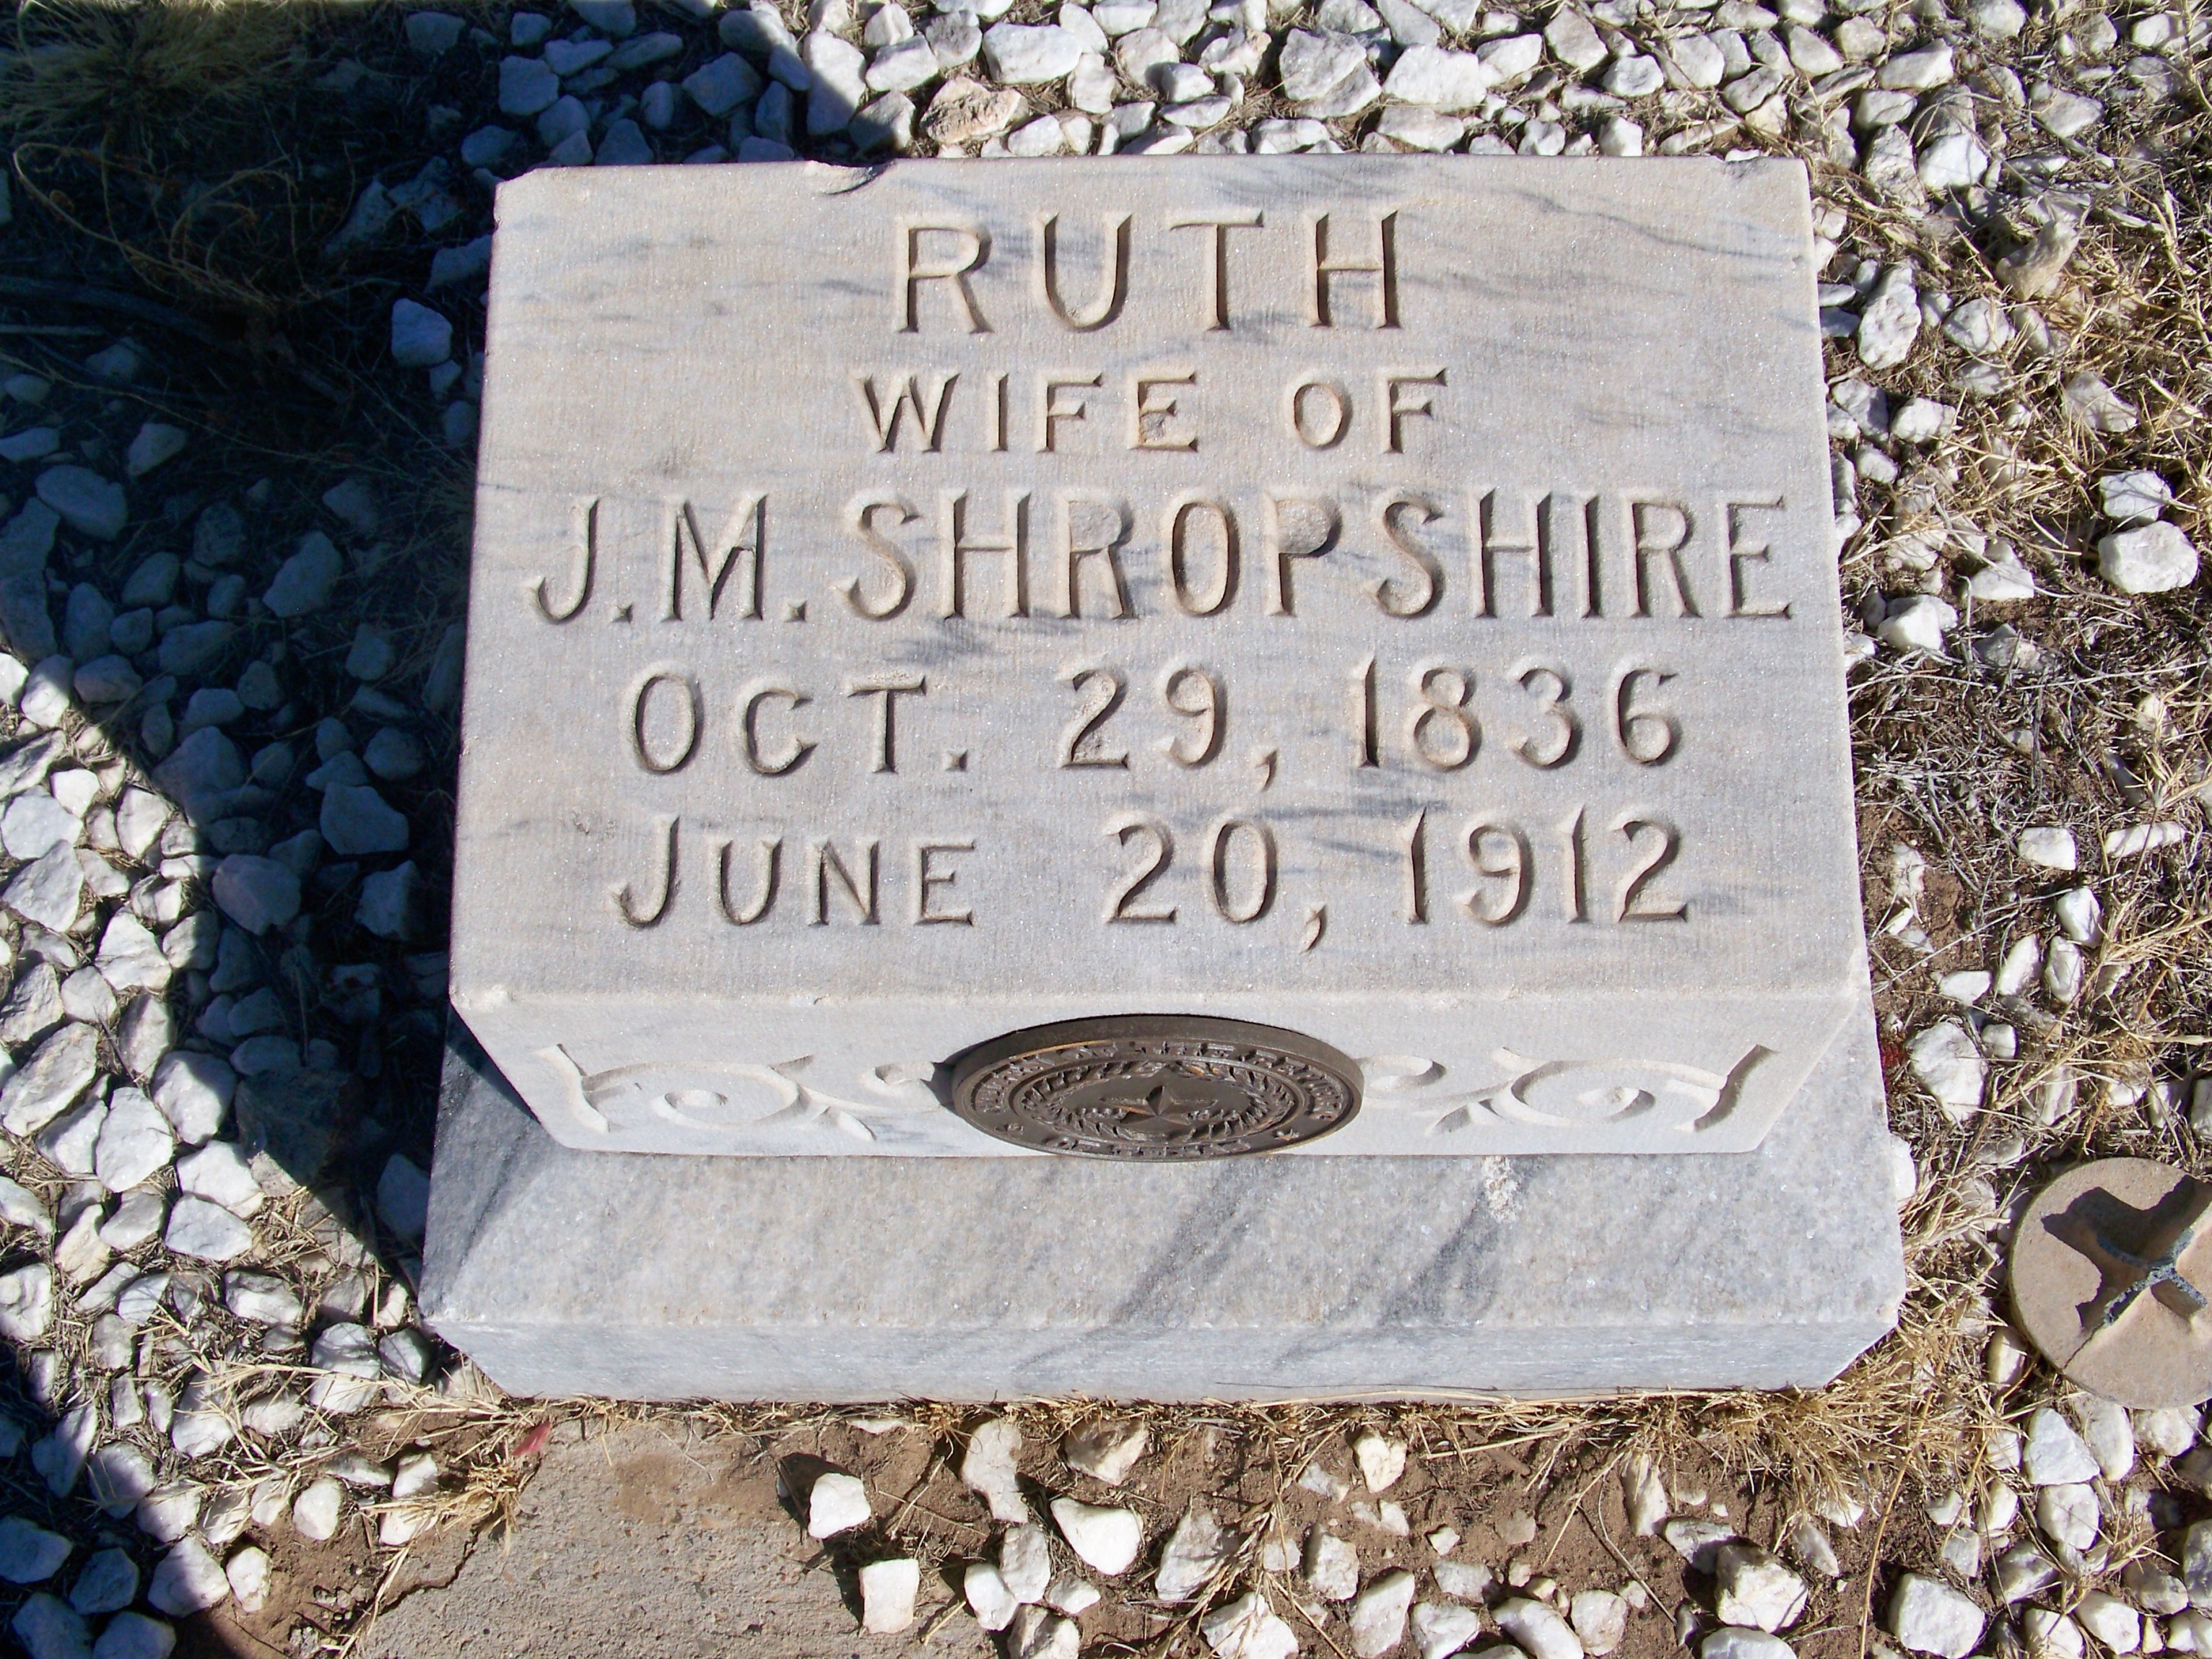 RUTH
WIFE OF
J.M. SHROPSHIRE
OCT. 29, 1836
JUNE 20, 1912